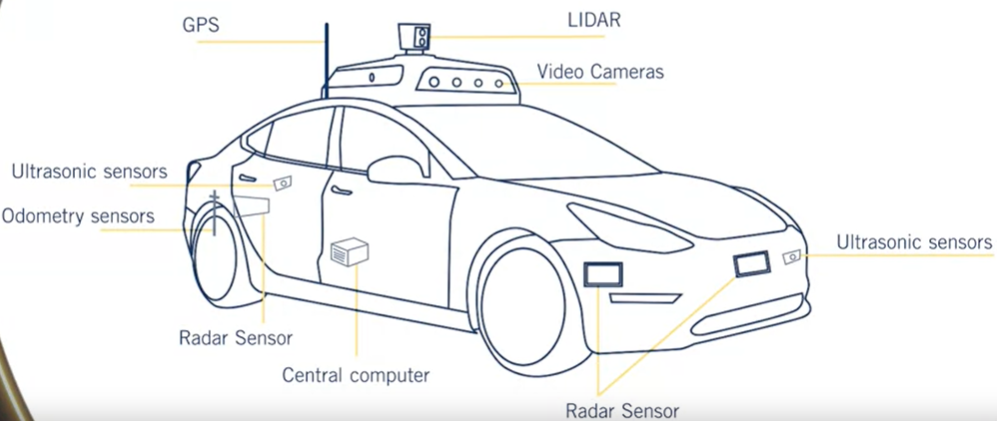 GPS
LIDAR
Video Cameras
Ultrasonic sensors
Odometry sensors
Ultrasonic sensors
Radar Sensor
Central computer
Radar Sensor